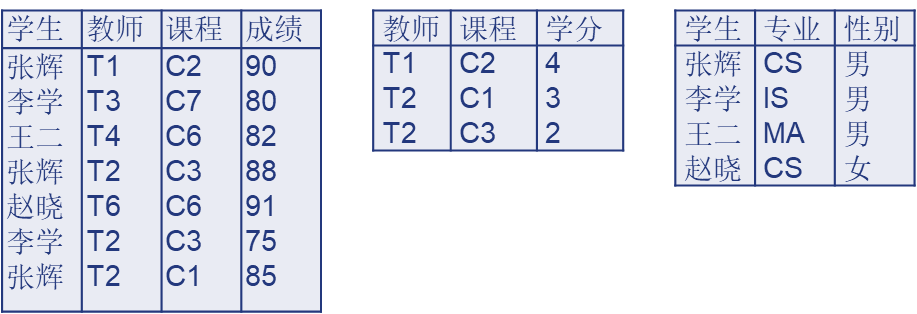 学生 教师 课程 成绩
张辉 T1 C2 90
李学 T3 C7 80
王二 T4 C6 82
张辉 T2 C3 88
赵晓 T6 C6 91
李学 T2 C3 75
张辉 T2 C1 85
教师 课程 学分
T1 C2 4
T2 C1 3
T2 C3 2
学生 专业 性别
张辉 CS 男
李学 IS 男
王二 MA 男
赵晓 CS 女